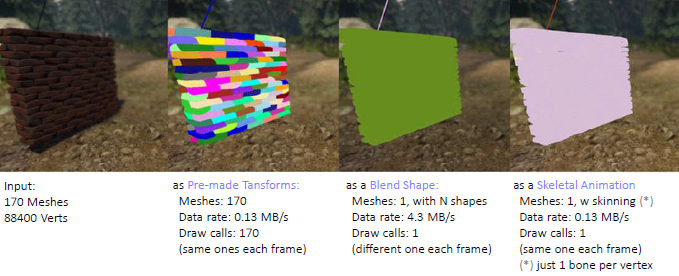 Input:
170 Meshes
88400 Verts
as Pre-made Tansforms:
Meshes: 170
Data rate: 0.13 MB/s
Draw calls: 170
(same ones each frame)
as a Blend Shape:
Meshes: 1, with N shapes
Data rate: 4.3 MB/s
Draw calls: 1
(different one each frame)
as a Skeletal Animation
Meshes: 1, w skinning (*)
Data rate: 0.13 MB/s
Draw calls: 1
(same one each frame)
(*) just 1 bone per vertex